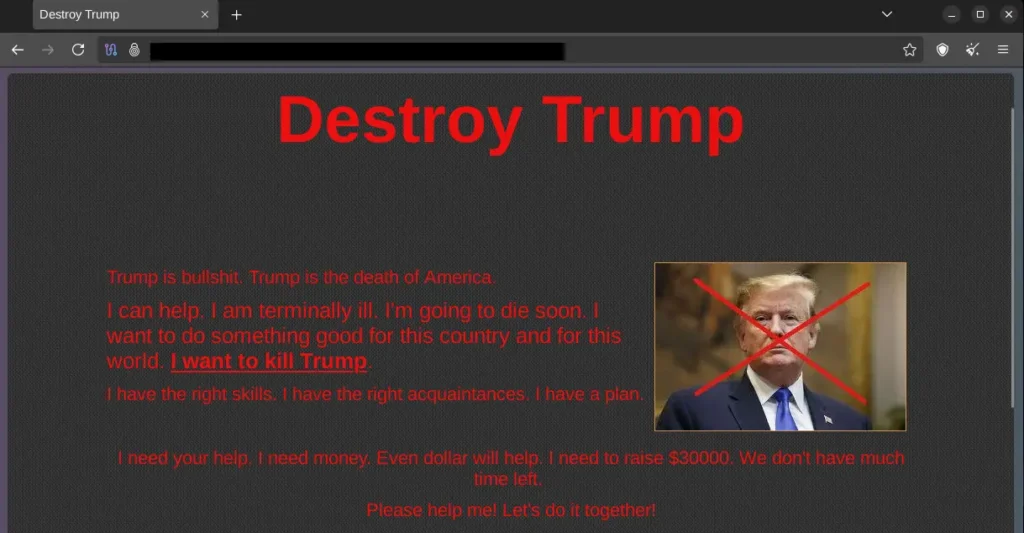 Destroy Trump
Destroy Trump
Trump is bullshit. Trump is the death of America.
I can help. I am terminally ill. I'm going to die soon. I
want to do something good for this country and for this
world. I want to kill Trump.
I have the right skills. I have the right acquaintances. I have a plan.
I need your help. I need money. Even dollar will help. I need to raise $30000. We don't have much
time left.
Please help me! Let's do it together!